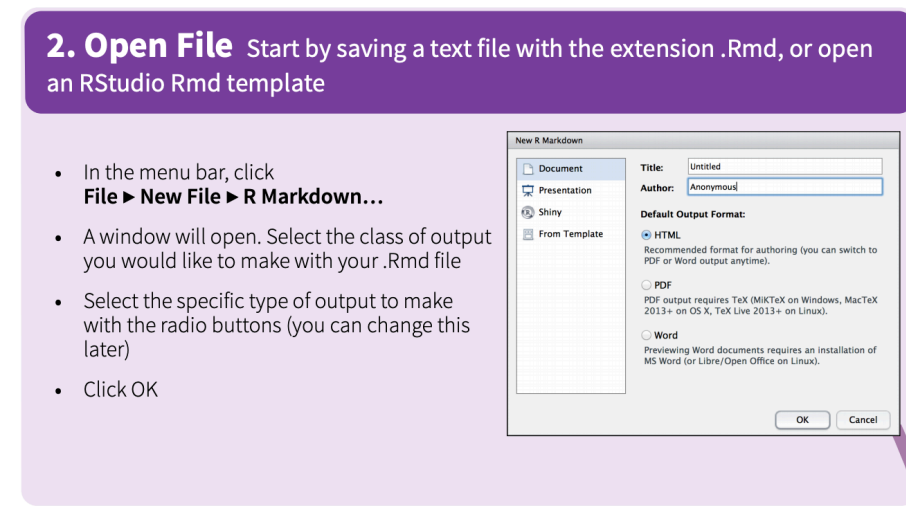 2. Open File Start by saving a text file with the extension .Rmd, or open
an RStudio Rmd template
• In the menu bar, click
File ▶ New File ▶ R Markdown…
• A window will open. Select the class of output
you would like to make with your .Rmd file
• Select the specific type of output to make
with the radio buttons (you can change this
later)
• Click OK
New R Markdown
Document
Presentation
Shiny
From Template
Title: Untitled
Author: Anonymous
Default Output Format:
HTML
Recommended format for authoring (you can switch to
PDF or Word output anytime).
PDF
PDF output requires TeX (MiKTeX on Windows, MacTeX
2013+ on OS X, TeX Live 2013+ on Linux).
Word
Previewing Word documents requires an installation of
MS Word (or Libre/Open Office on Linux).
OK Cancel